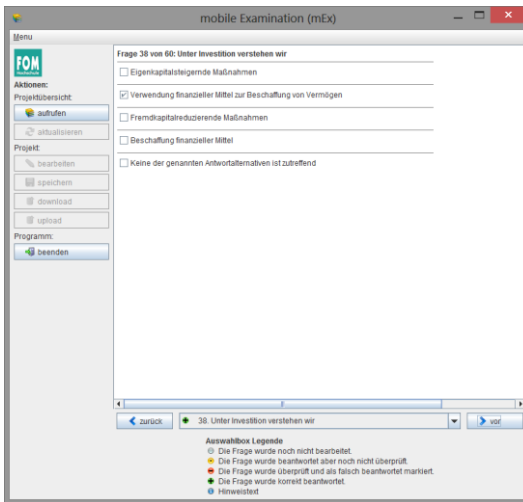 mobile Examination (mEx)
Menu
FOM
Hochschule
Aktionen:
Projektübersicht:
aufrufen
aktualisieren
Projekt:
bearbeiten
speichern
download
upload
Programm:
beenden
Frage 38 von 60: Unter Investition verstehen wir
Eigenkapitalsteigernde Maßnahmen
Verwendung finanzieller Mittel zur Beschaffung von Vermögen
Fremdkapitalreduzierende Maßnahmen
Beschaffung finanzieller Mittel
Keine der genannten Antwortalternativen ist zutreffend
zurück
38. Unter Investition verstehen wir
vor
Auswahlbox Legende
Die Frage wurde noch nicht bearbeitet.
Die Frage wurde beantwortet aber noch nicht überprüft.
Die Frage wurde überprüft und als falsch beantwortet markiert.
Die Frage wurde korrekt beantwortet.
Hinweistext